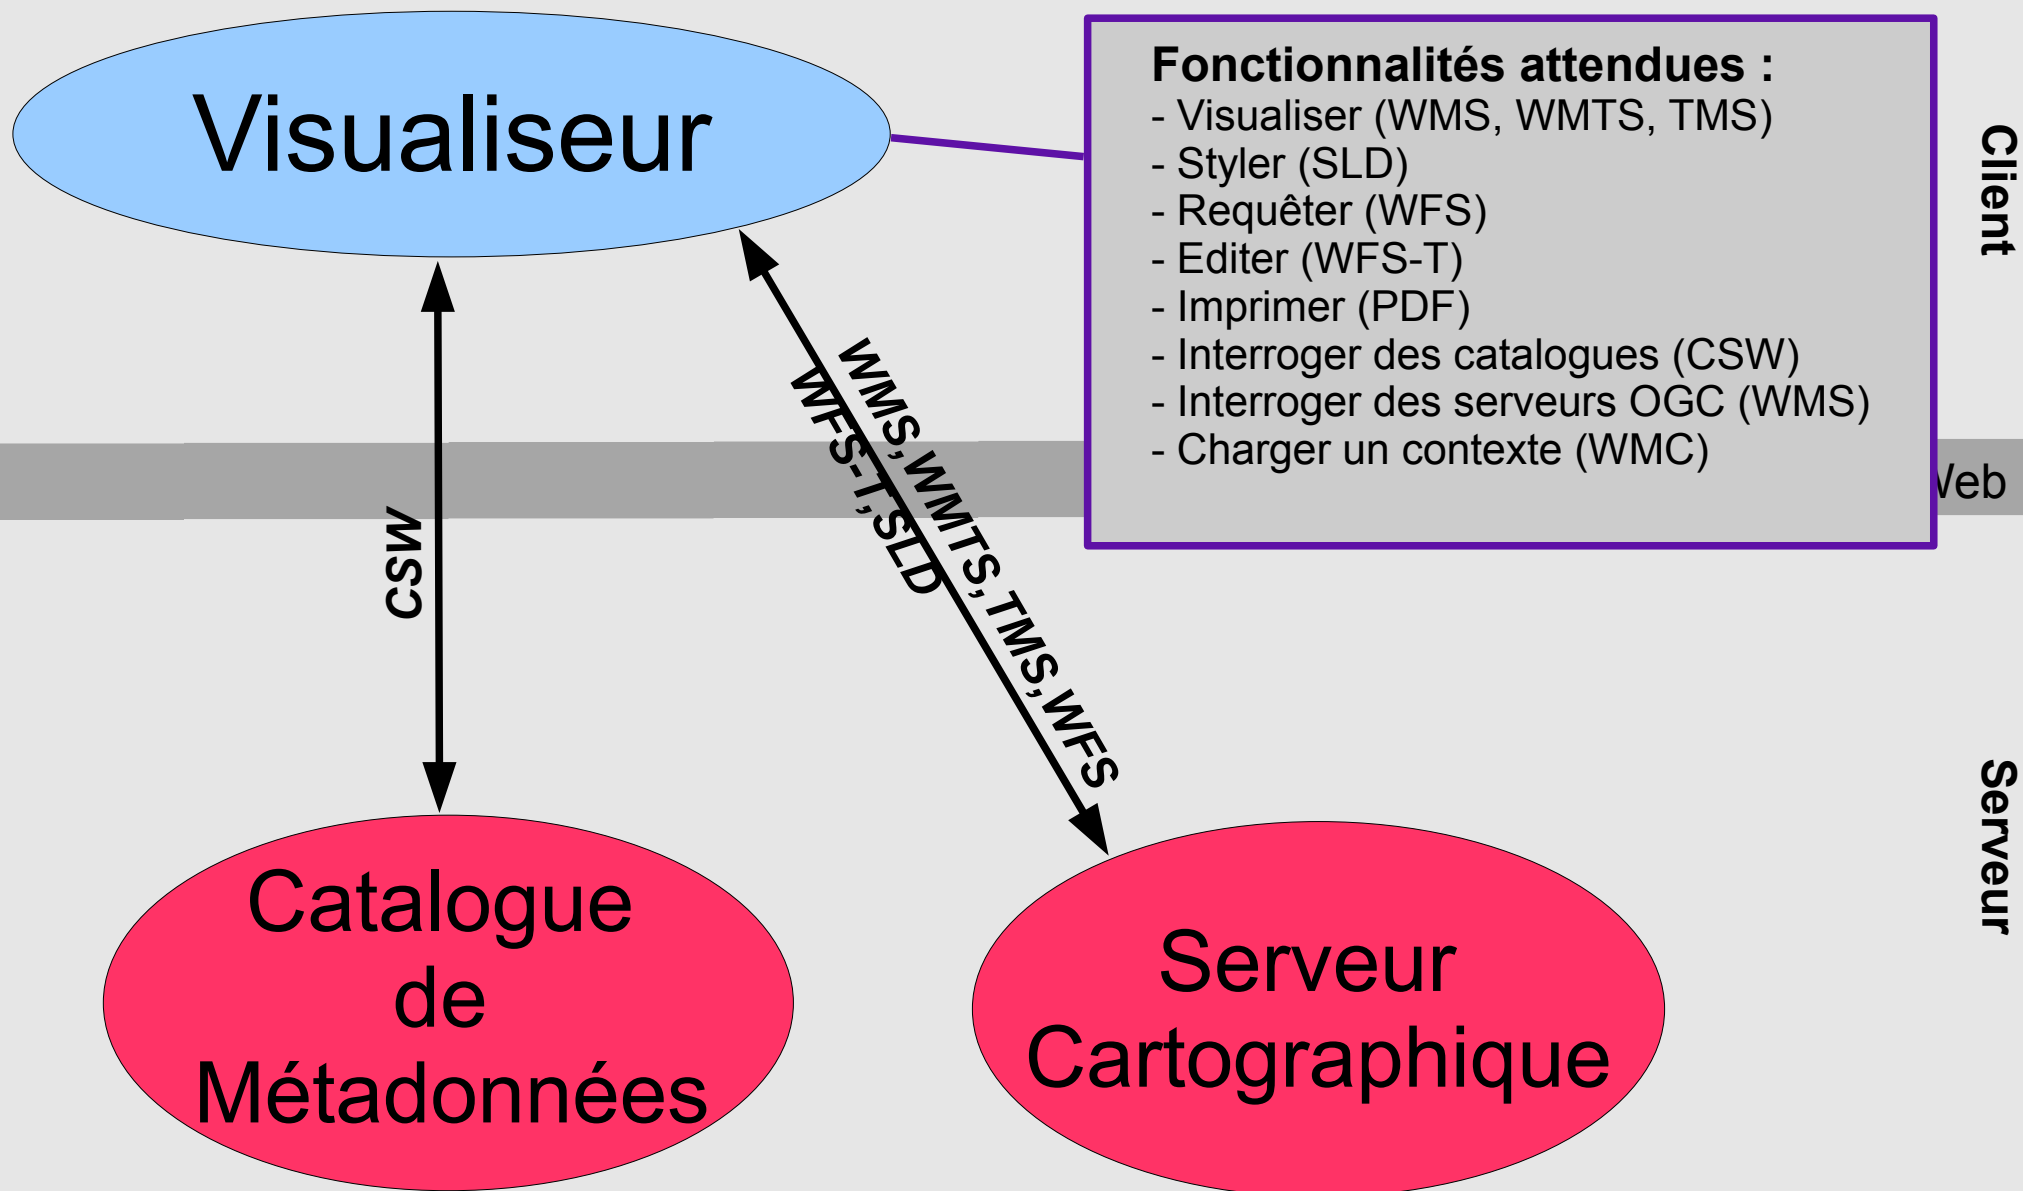 Visualiseur
Fonctionnalités attendues :
- Visualiser (WMS, WMTS, TMS)
- Styler (SLD)
- Requêter (WFS)
- Editer (WFS-T)
- Imprimer (PDF)
- Interroger des catalogues (CSW)
- Interroger des serveurs OGC (WMS)
- Charger un contexte (WMC)
Client
CSW
WMS,WMTS,TMS,WFS
WFS-T,SLD
Serveur
Catalogue
de
Métadonnées
Serveur
Cartographique